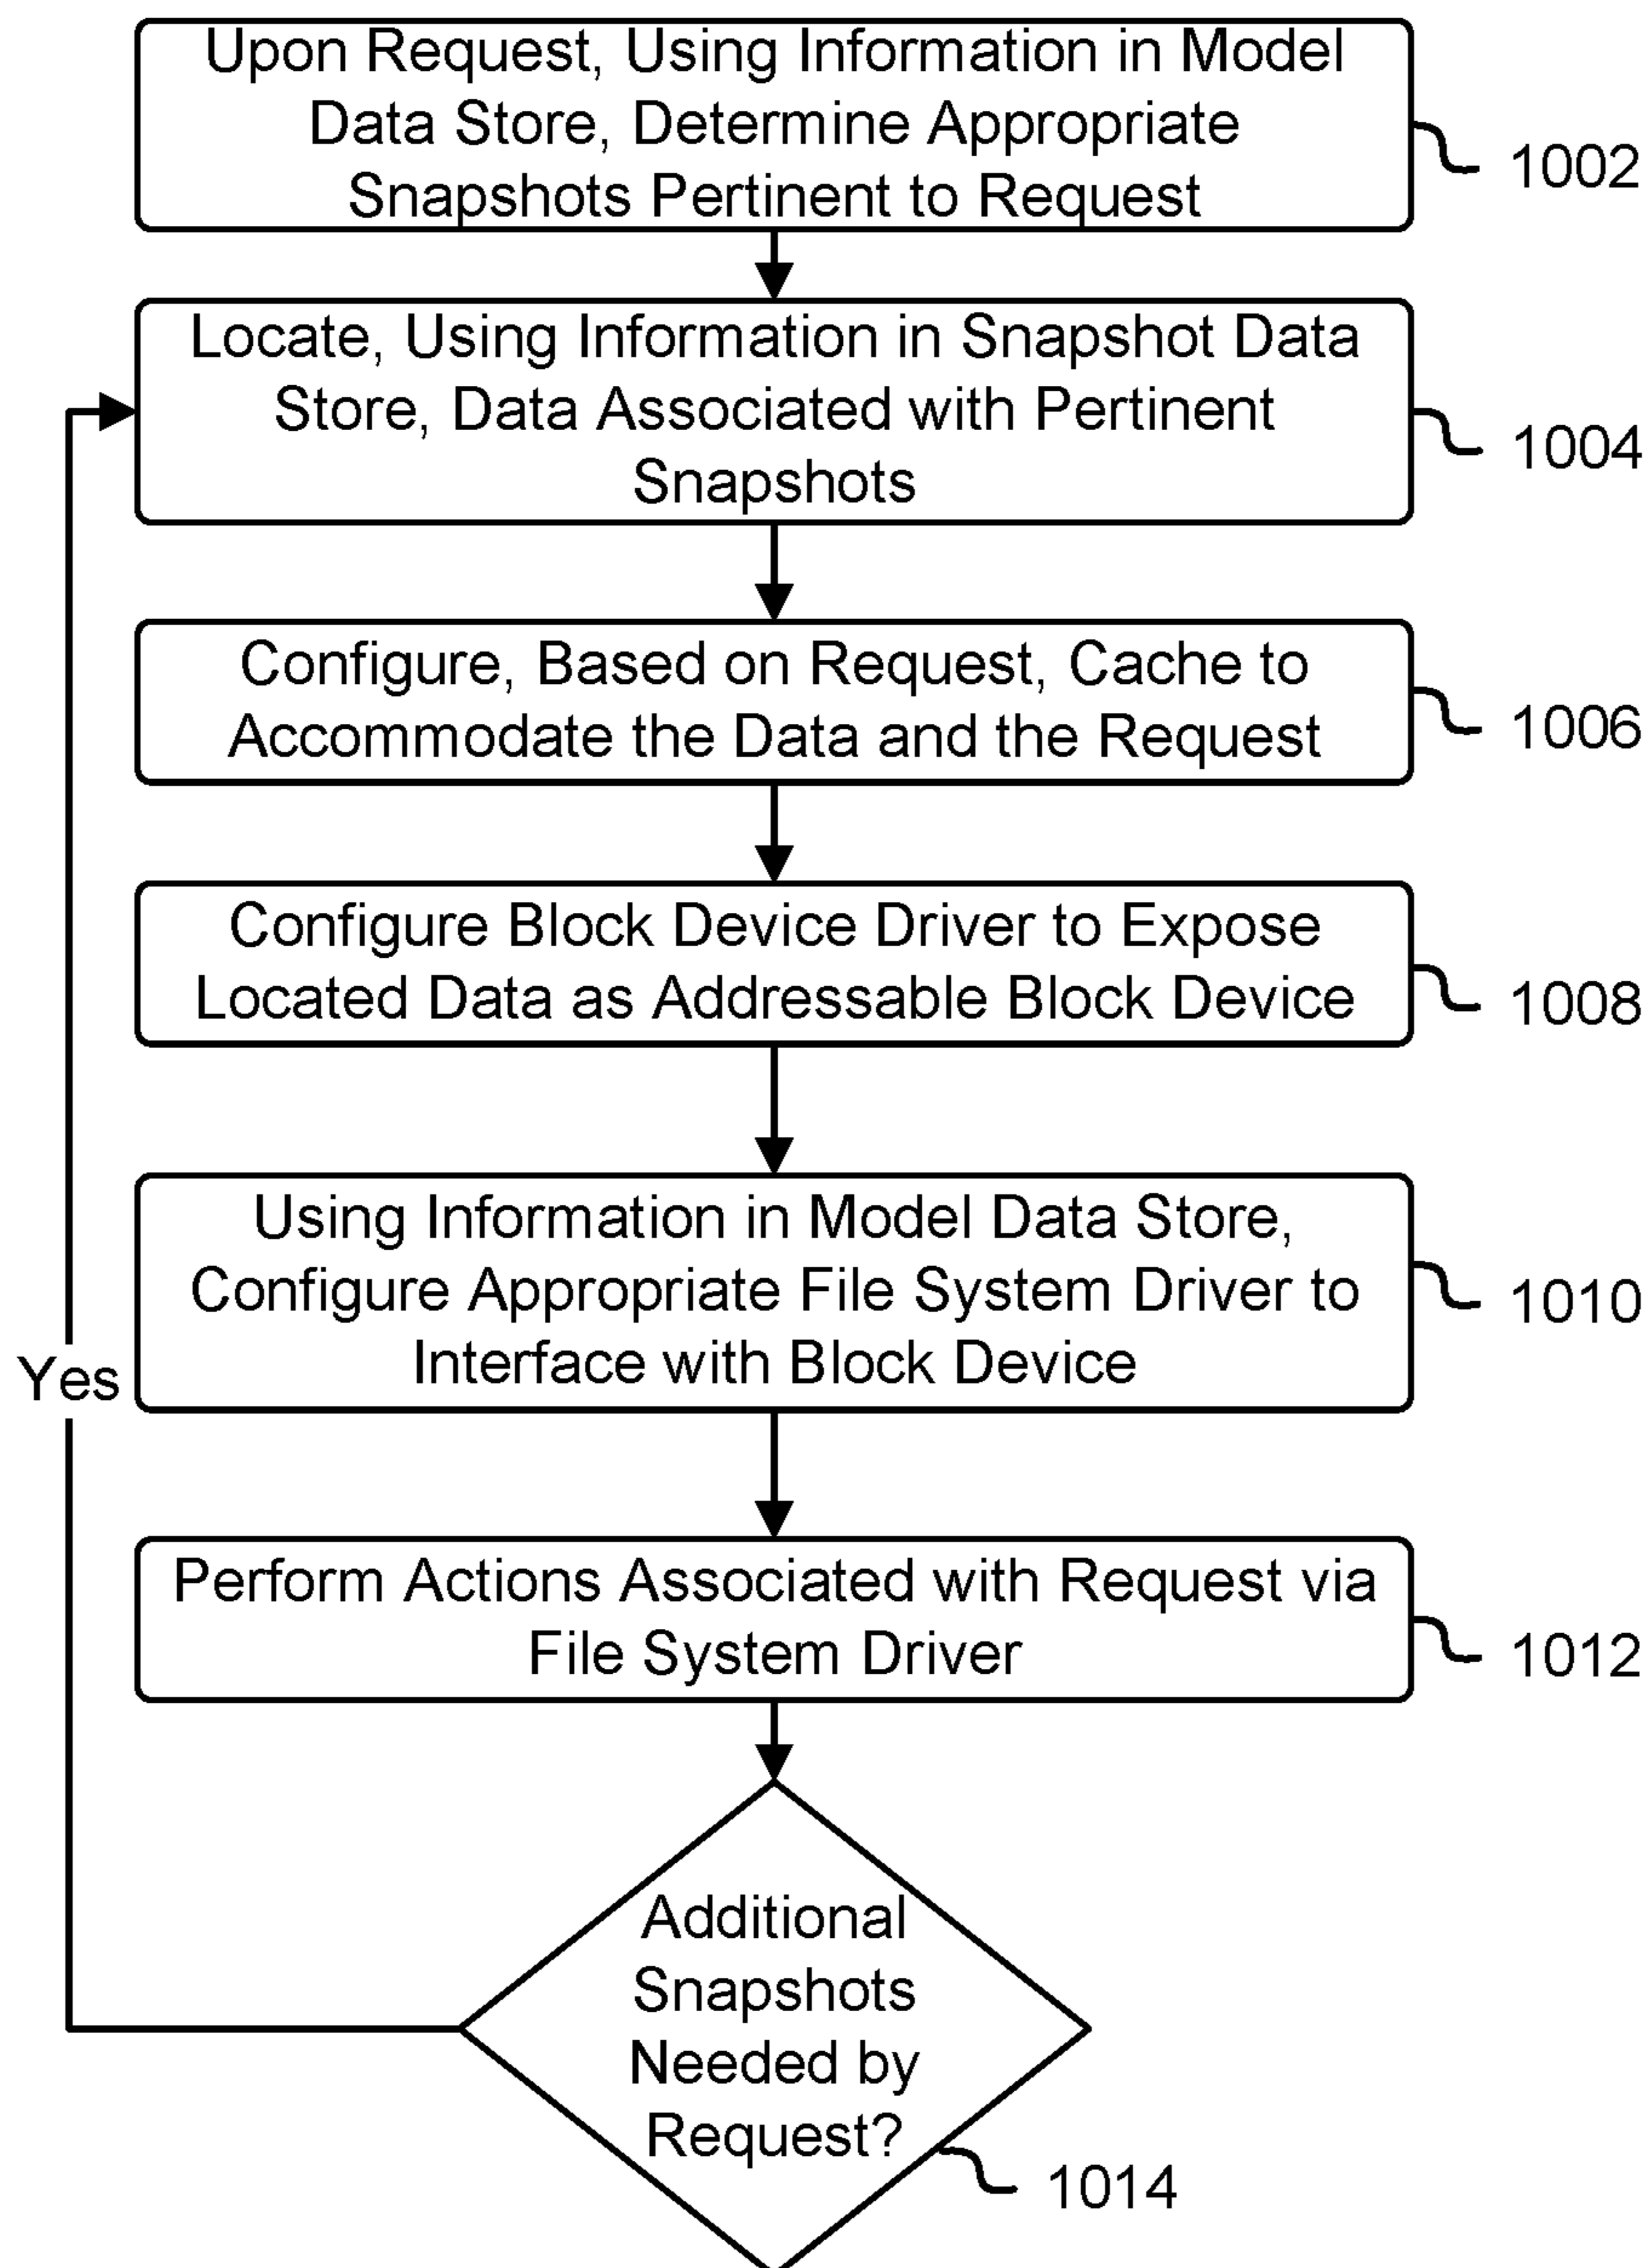 Upon Request, Using Information in Model
Data Store, Determine Appropriate
Snapshots Pertinent to Request
1002
Locate, Using Information in Snapshot Data
Store, Data Associated with Pertinent
Snapshots
1004
Configure, Based on Request, Cache to
Accommodate the Data and the Request
1006
Configure Block Device Driver to Expose
Located Data as Addressable Block Device
1008
Using Information in Model Data Store,
Configure Appropriate File System Driver to
Interface with Block Device
1010
Yes
Perform Actions Associated with Request via
File System Driver
1012
Additional
Snapshots
Needed by
Request?
1014